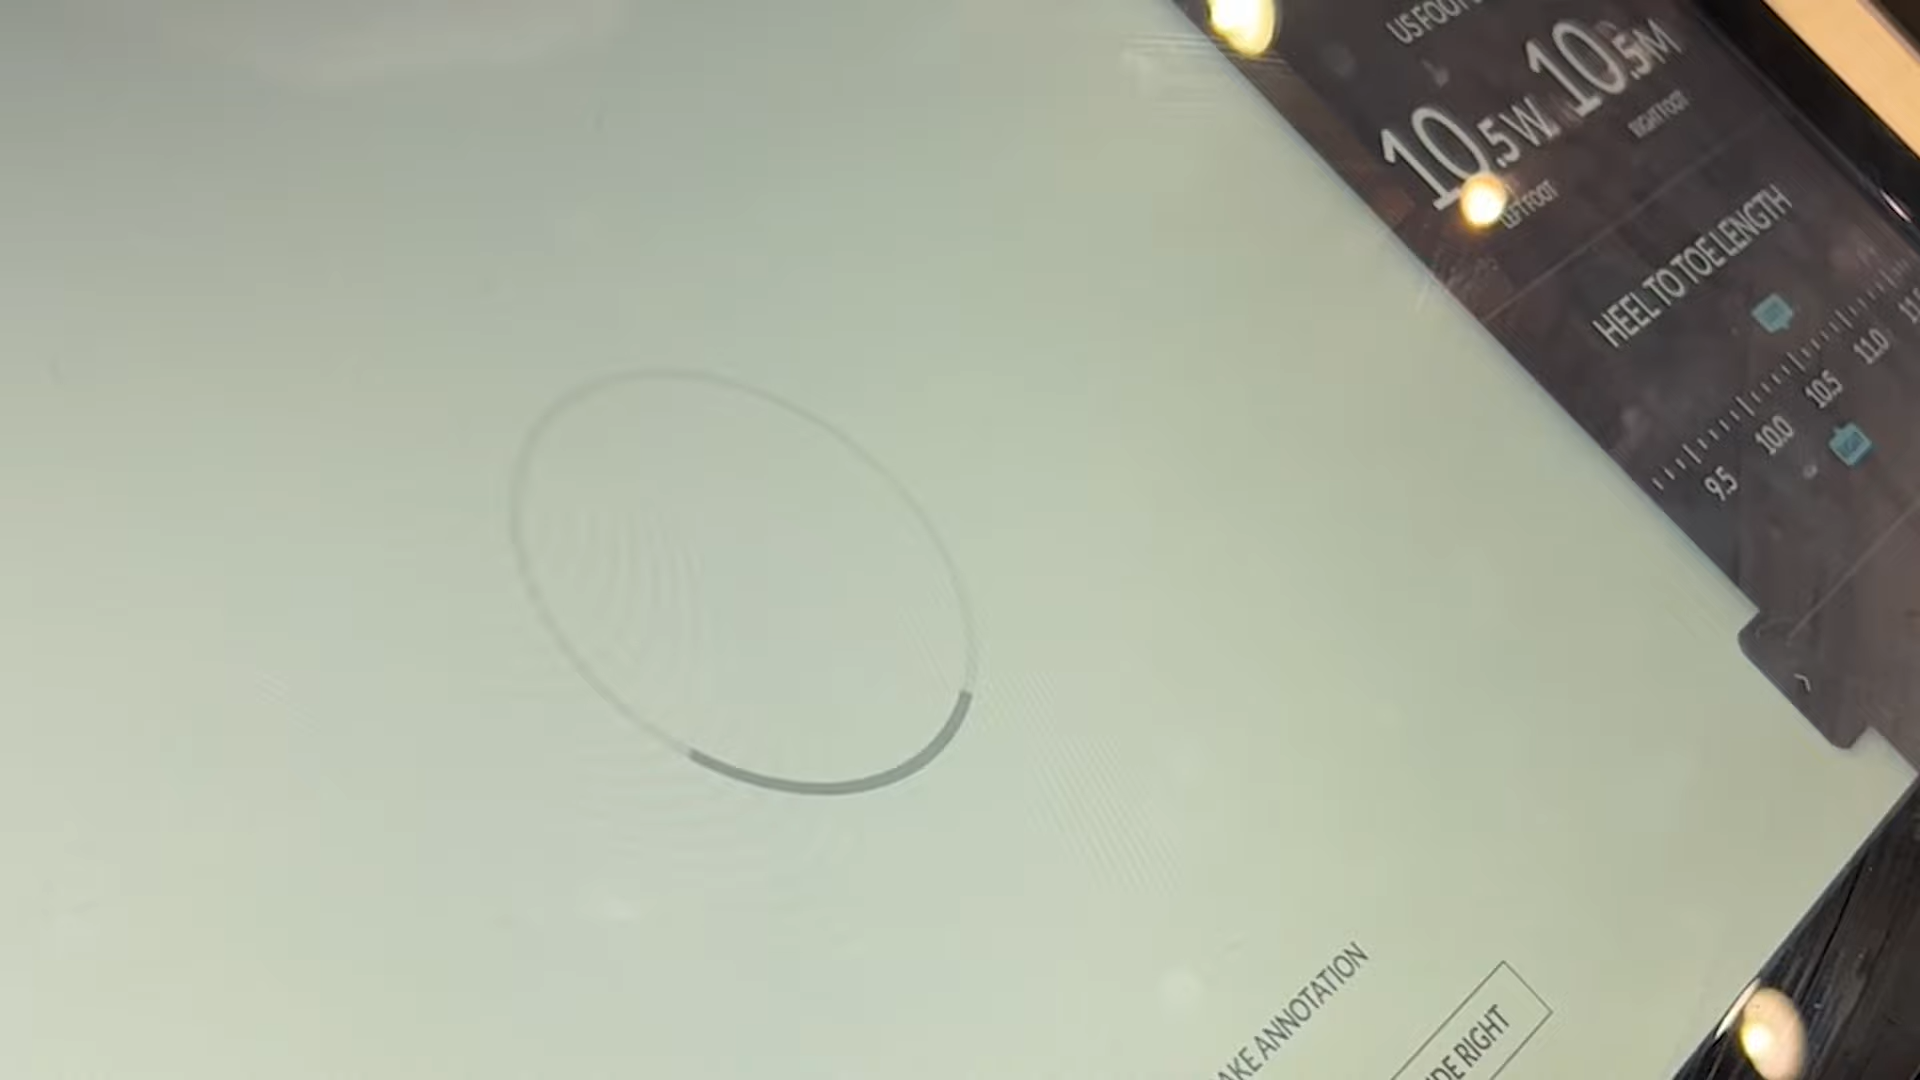 US FOOT
10.5W 10.5M
LEFT FOOT RIGHT FOOT
HEEL TO TOE LENGTH
9.5 10.0 10.5 11.0
AKE ANNOTATION
DE RIGHT